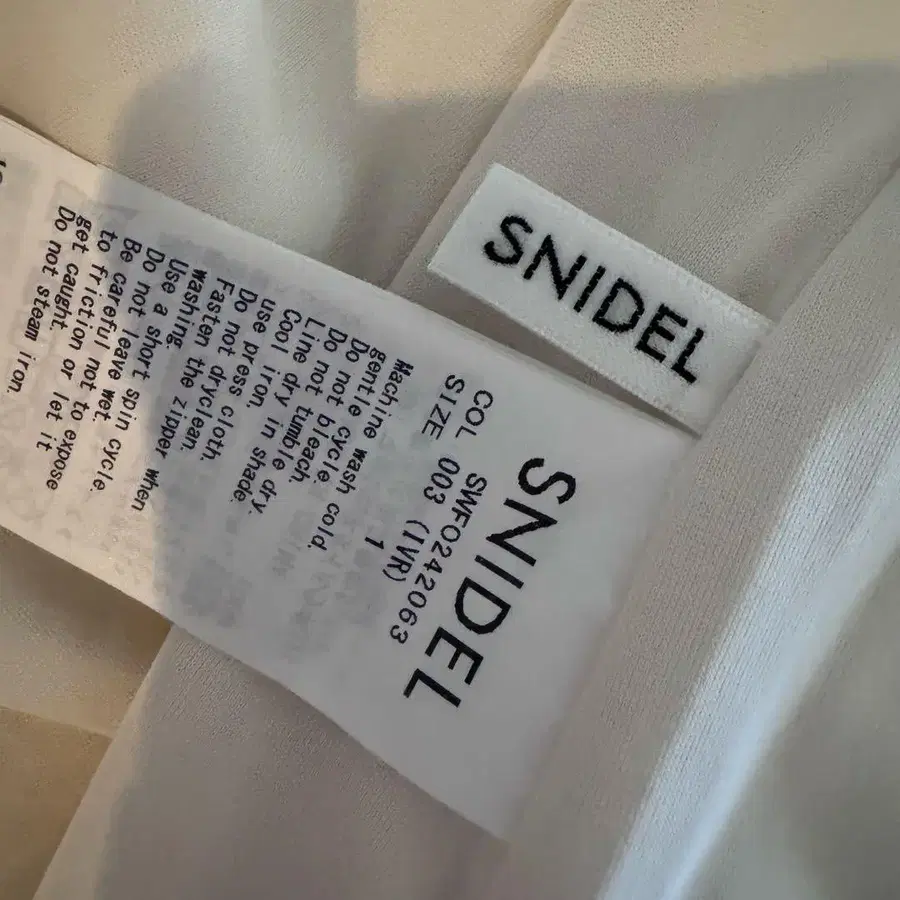 SNIDEL
SNIDEL
SWFO242063
COL 003 (IVR)
SIZE 1
Machine wash cold.
gentle cycle.
Do not bleach.
Do not tumble dry.
Line dry in shade.
Cool iron.
use press cloth.
Do not dryclean.
Fasten the zipper when
washing.
Use a short spin cycle.
Do not leave wet.
Be careful not to expose
to friction or let it
get caught.
Do not steam iron.